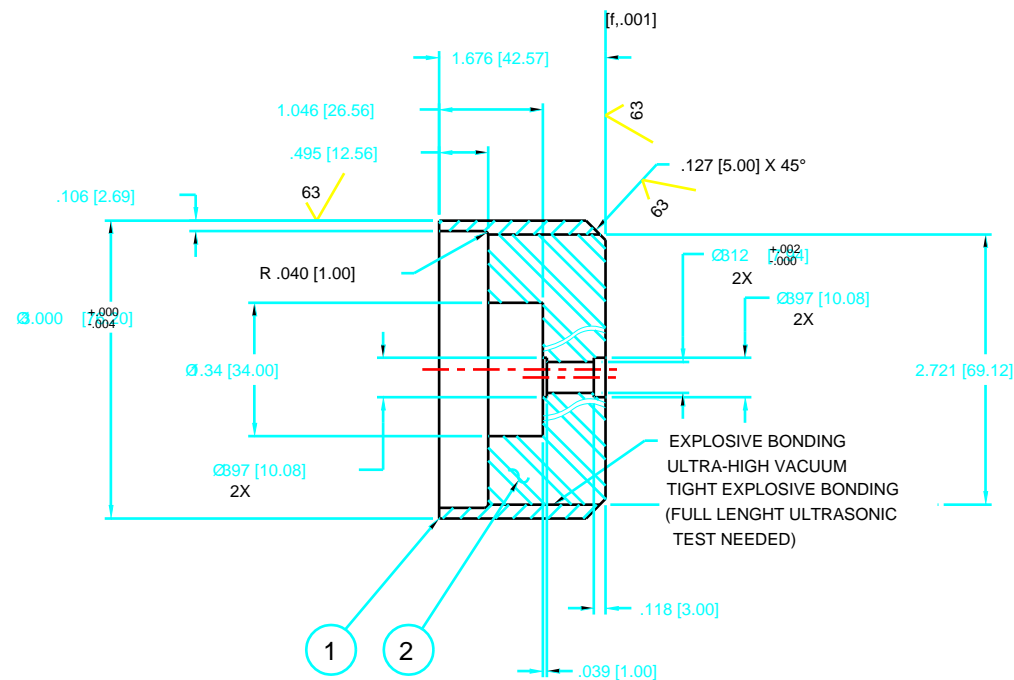 [f,.001]
1.676 [42.57]
1.046 [26.56]
63
.495 [12.56]
.127 [5.00] X 45°
63
.106 [2.69]
63
+.002
-.000
2X
R .040 [1.00]
Ø.397 [10.08]
2X
+.000
-.004
Ø1.34 [34.00]
2.721 [69.12]
EXPLOSIVE BONDING
ULTRA-HIGH VACUUM
TIGHT EXPLOSIVE BONDING
(FULL LENGHT ULTRASONIC
TEST NEEDED)
Ø.397 [10.08]
2X
.118 [3.00]
1
2
.039 [1.00]